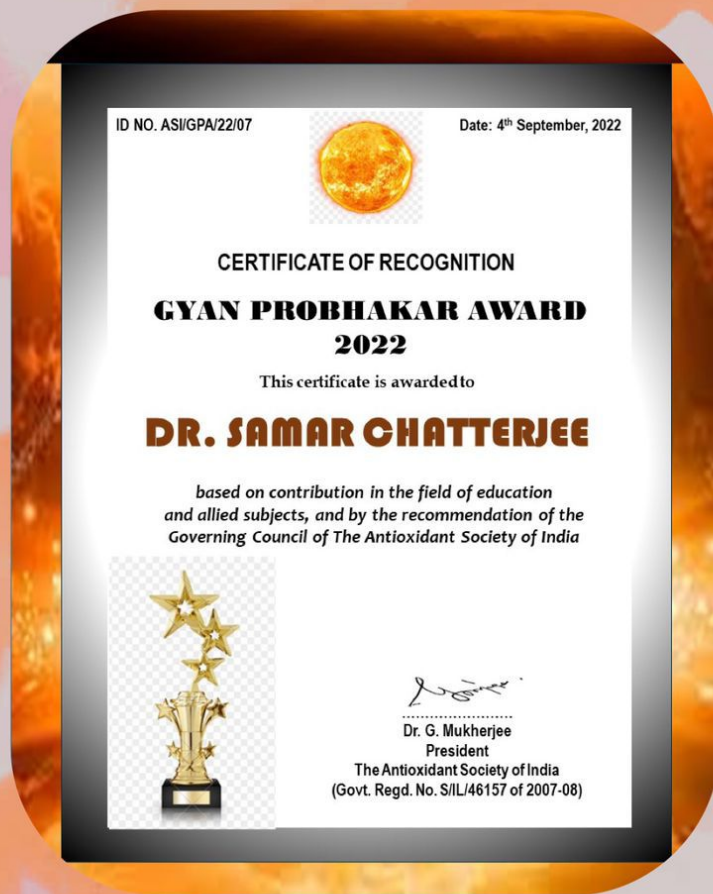 ID NO. ASI/GPA/22/07
Date: 4th September, 2022
CERTIFICATE OF RECOGNITION
GYAN PROBHAKAR AWARD
2022
This certificate is awarded to
DR. SAMAR CHATTERJEE
based on contribution in the field of education
and allied subjects, and by the recommendation of the
Governing Council of The Antioxidant Society of India
Dr. G. Mukherjee
President
The Antioxidant Society of India
(Govt. Regd. No. S/IL/46157 of 2007-08)